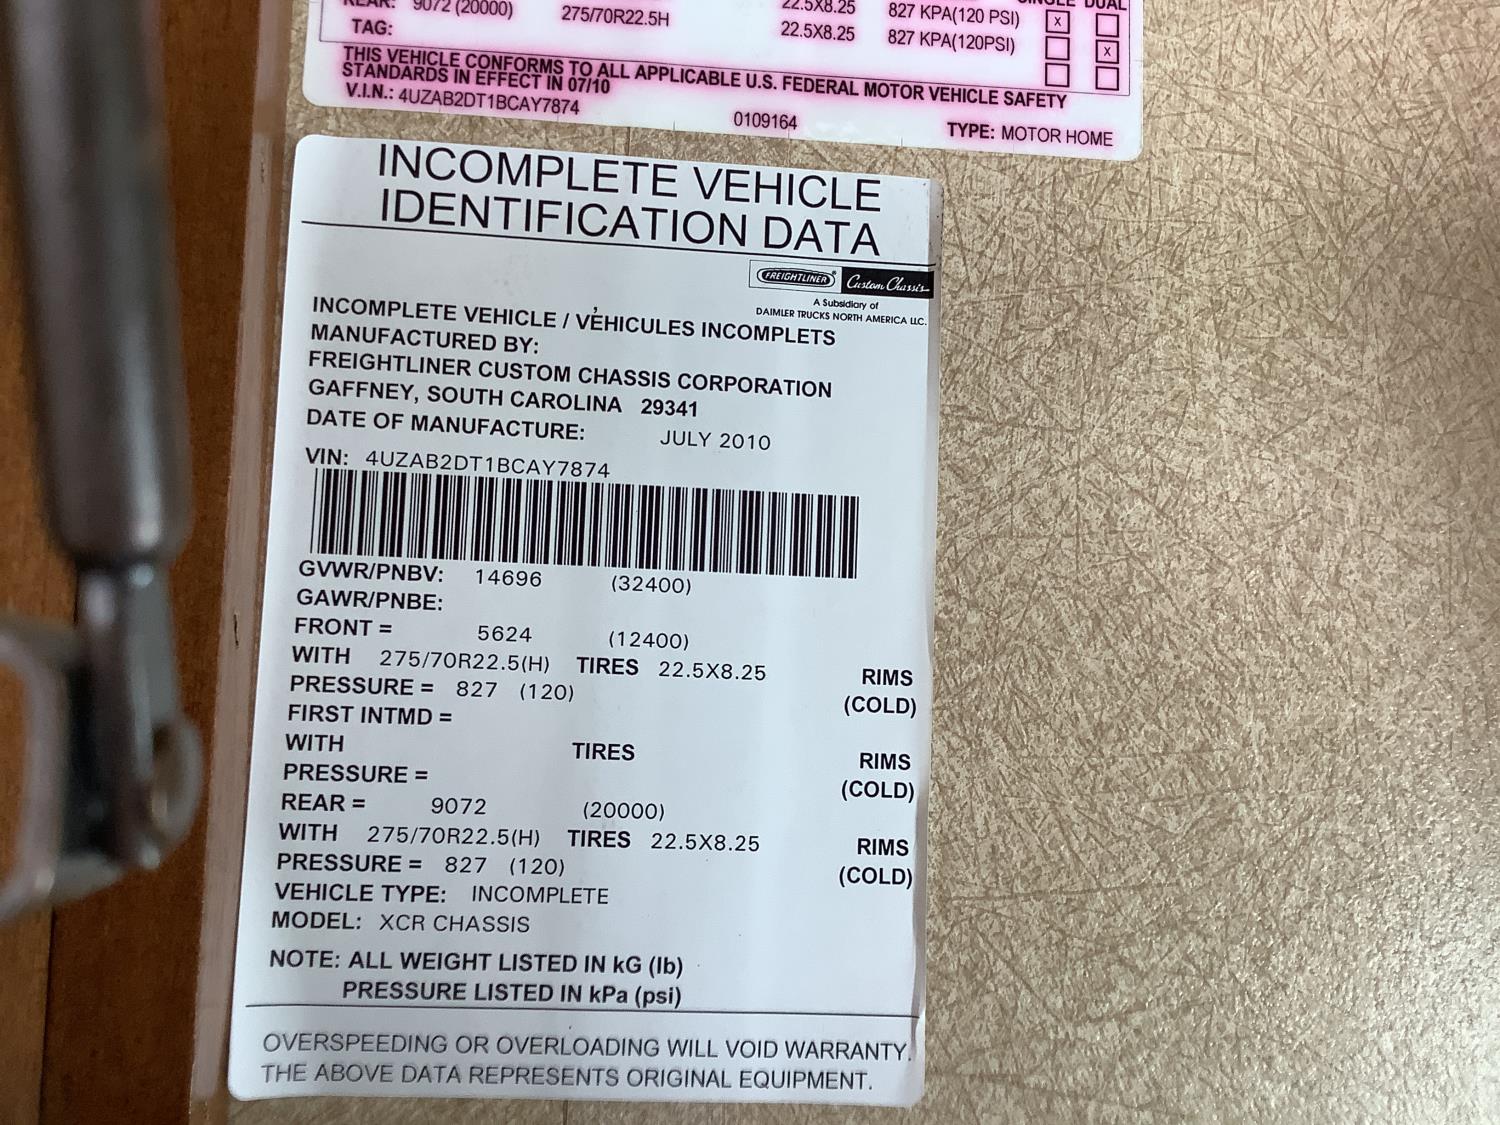 SINGLE DUAL
REAR: 9072 (20000) 275/70R22.5H 22.5X8.25 827 KPA(120 PSI) x
TAG: 22.5X8.25 827 KPA(120PSI) x
THIS VEHICLE CONFORMS TO ALL APPLICABLE U.S. FEDERAL MOTOR VEHICLE SAFETY
STANDARDS IN EFFECT IN 07/10
V.I.N.: 4UZAB2DT1BCAY7874 0109164 TYPE: MOTOR HOME
INCOMPLETE VEHICLE
IDENTIFICATION DATA
FREIGHTLINER® Custom Chassis
A Subsidiary of
DAIMLER TRUCKS NORTH AMERICA LLC.
INCOMPLETE VEHICLE / VÉHICULES INCOMPLETS
MANUFACTURED BY:
FREIGHTLINER CUSTOM CHASSIS CORPORATION
GAFFNEY, SOUTH CAROLINA 29341
DATE OF MANUFACTURE: JULY 2010
VIN: 4UZAB2DT1BCAY7874
GVWR/PNBV: 14696 (32400)
GAWR/PNBE:
FRONT = 5624 (12400)
WITH 275/70R22.5(H) TIRES 22.5X8.25 RIMS
PRESSURE = 827 (120) (COLD)
FIRST INTMD =
WITH TIRES RIMS
PRESSURE = (COLD)
REAR = 9072 (20000)
WITH 275/70R22.5(H) TIRES 22.5X8.25 RIMS
PRESSURE = 827 (120) (COLD)
VEHICLE TYPE: INCOMPLETE
MODEL: XCR CHASSIS
NOTE: ALL WEIGHT LISTED IN kG (lb)
PRESSURE LISTED IN kPa (psi)
OVERSPEEDING OR OVERLOADING WILL VOID WARRANTY.
THE ABOVE DATA REPRESENTS ORIGINAL EQUIPMENT.